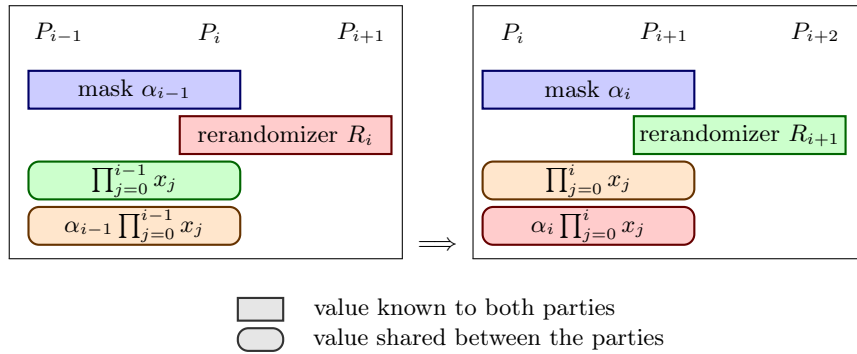 P_{i-1} P_i P_{i+1}
mask α_{i-1}
rerandomizer R_i
∏_{j=0}^{i-1} x_j
α_{i-1} ∏_{j=0}^{i-1} x_j
⟹
P_i P_{i+1} P_{i+2}
mask α_i
rerandomizer R_{i+1}
∏_{j=0}^{i} x_j
α_i ∏_{j=0}^{i} x_j
value known to both parties
value shared between the parties